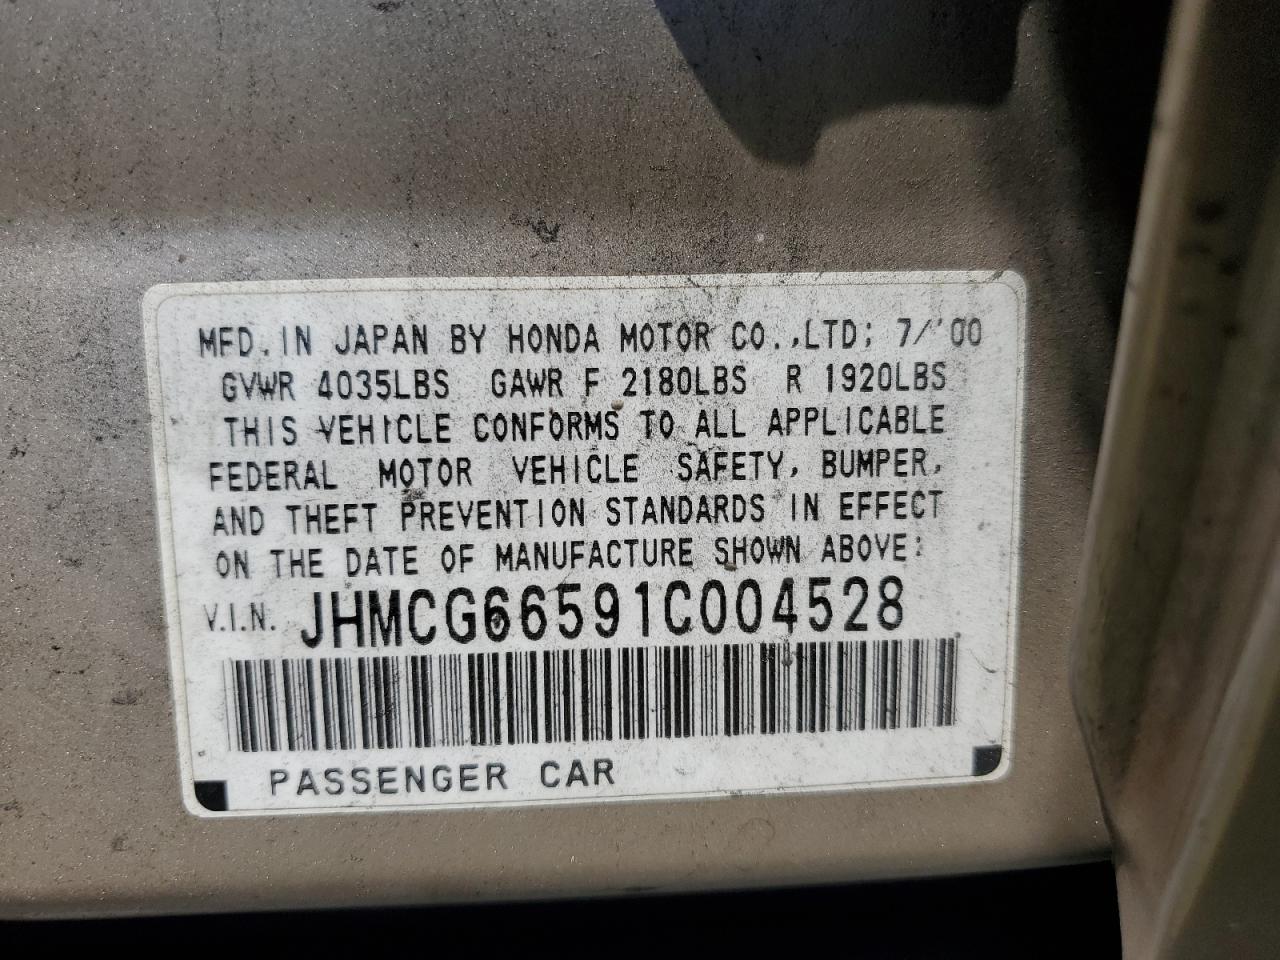 MFD. IN JAPAN BY HONDA MOTOR CO.,LTD; 7/'00
GVWR 4035LBS GAWR F 2180LBS R 1920LBS
THIS VEHICLE CONFORMS TO ALL APPLICABLE
FEDERAL MOTOR VEHICLE SAFETY, BUMPER,
AND THEFT PREVENTION STANDARDS IN EFFECT
ON THE DATE OF MANUFACTURE SHOWN ABOVE:
V.I.N. JHMCG66591C004528
PASSENGER CAR